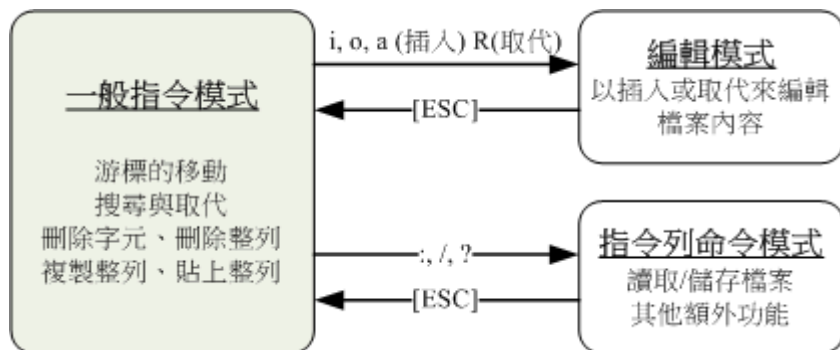 一般指令模式
游標的移動
搜尋與取代
刪除字元、刪除整列
複製整列、貼上整列
i, o, a (插入) R(取代)
[ESC]
編輯模式
以插入或取代來編輯
檔案內容
:, /, ?
[ESC]
指令列命令模式
讀取/儲存檔案
其他額外功能